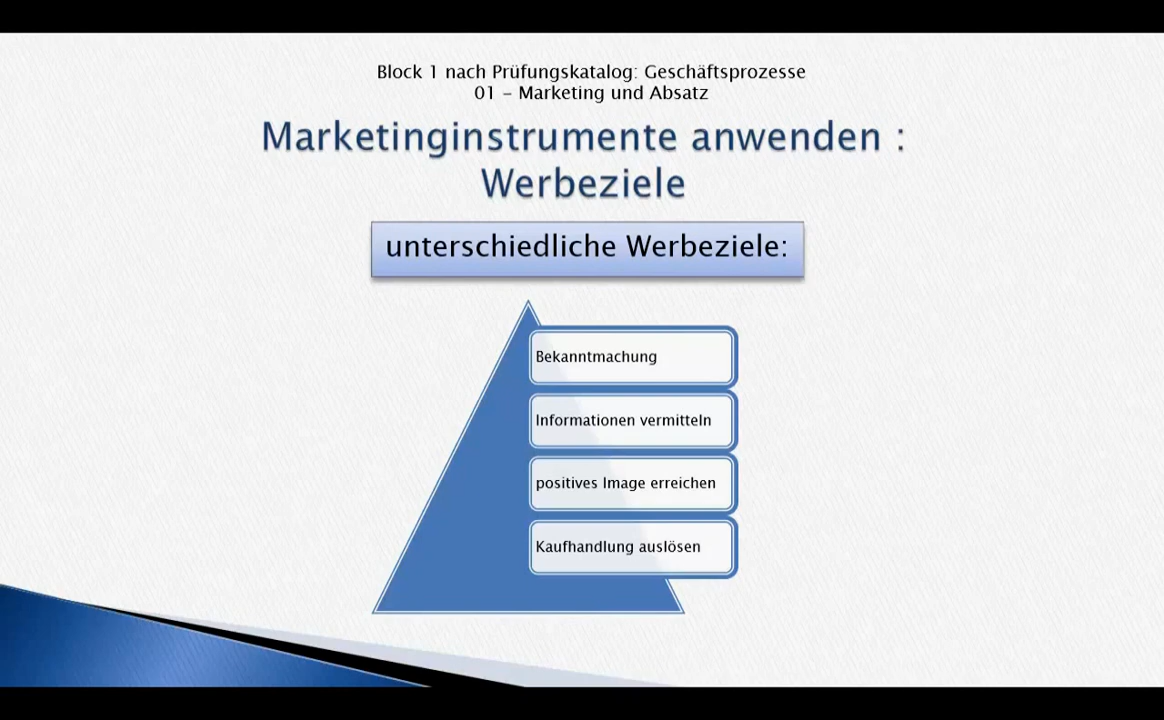 Block 1 nach Prüfungskatalog: Geschäftsprozesse
01 – Marketing und Absatz
Marketinginstrumente anwenden :
Werbeziele
unterschiedliche Werbeziele:
Bekanntmachung
Informationen vermitteln
positives Image erreichen
Kaufhandlung auslösen